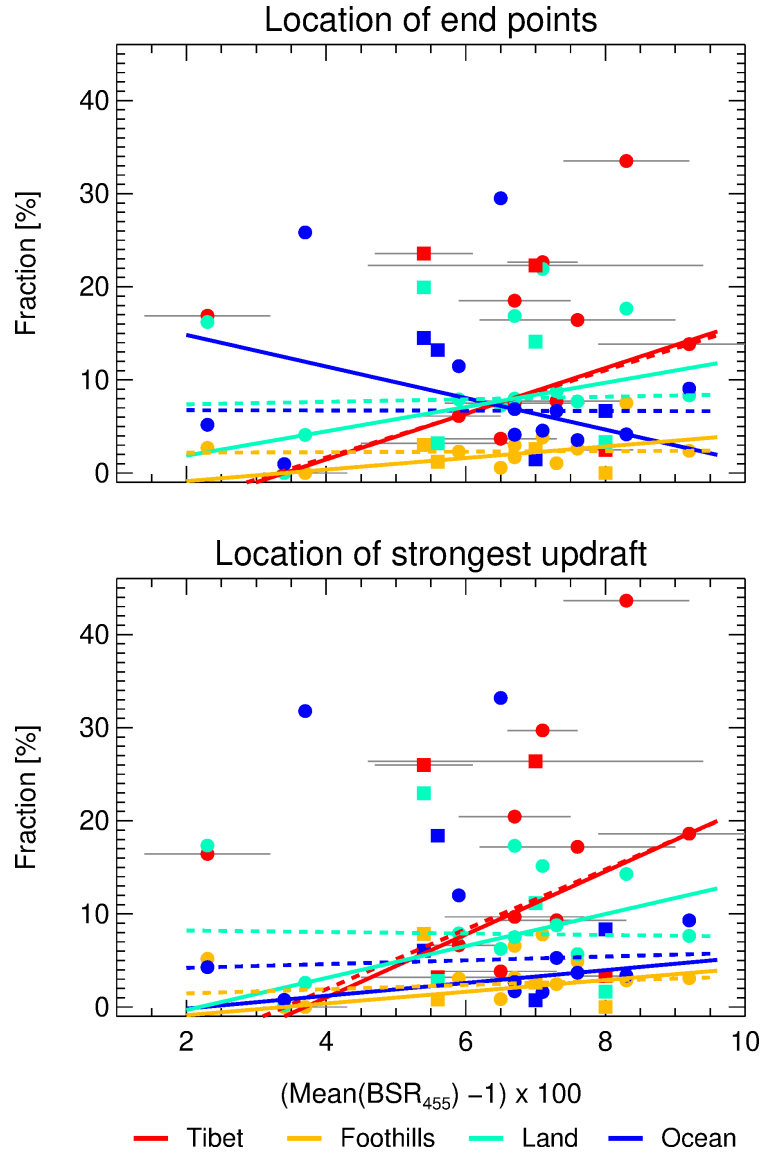 Location of end points
40
30
20
10
0
Fraction [%]
Location of strongest updraft
40
30
20
10
0
Fraction [%]
2 4 6 8 10
(Mean(BSR455) −1) x 100
Tibet Foothills Land Ocean